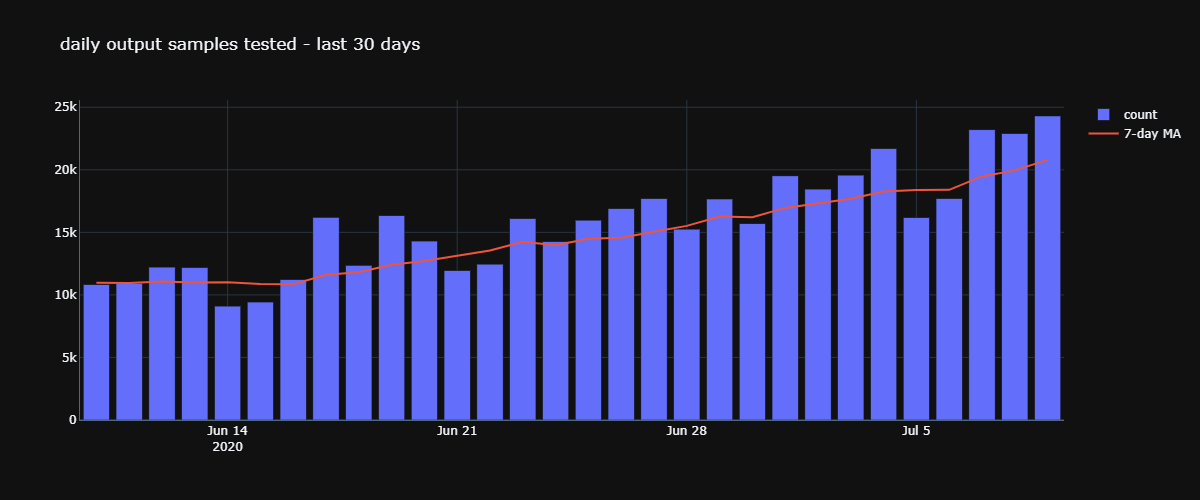 daily output samples tested - last 30 days
25k
20k
15k
10k
5k
0
Jun 14
2020
Jun 21
Jun 28
Jul 5
count
7-day MA